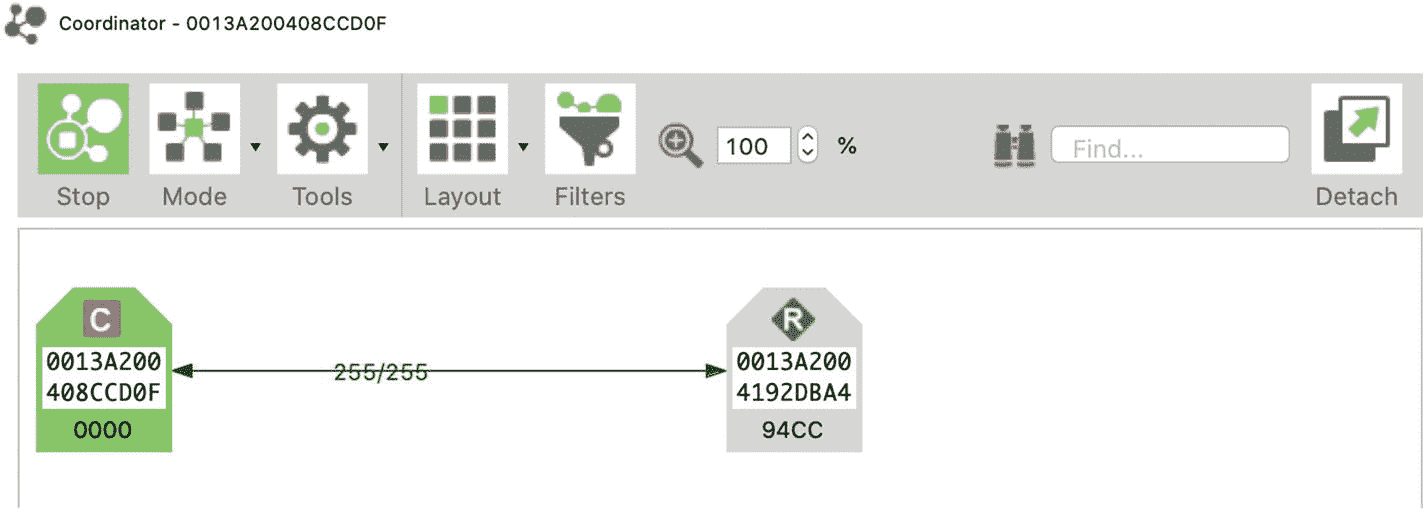 Coordinator - 0013A200408CCD0F
100 %
Find...
Stop Mode Tools Layout Filters Detach
C
R
0013A200
408CCD0F
0000
255/255
0013A200
4192DBA4
94CC